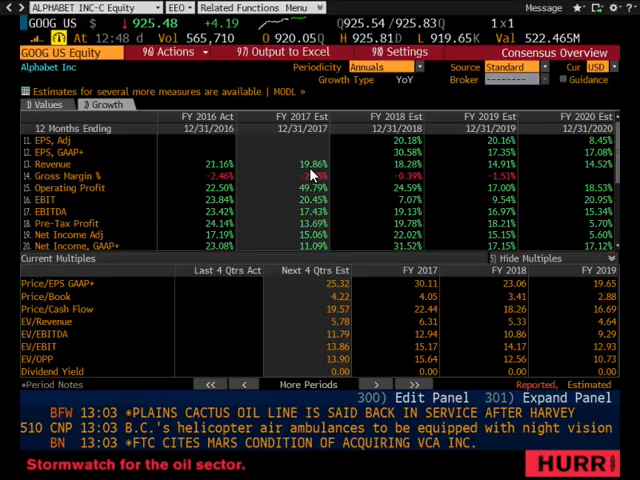 ALPHABET INC-C Equity EEO Related Functions Menu Message
GOOG US $ 925.48 +4.19 Q925.54 / 925.83Q 1x1
At 12:48 d Vol 565,710 O 920.05Q H 925.81D L 919.65K Val 522.465M
GOOG US Equity 96) Actions 97) Output to Excel 98) Settings Consensus Overview
Alphabet Inc Periodicity Annuals Source Standard Cur USD
Growth Type YoY Broker -------- Guidance
Estimates for several more measures are available | MODL »
1) Values 2) Growth
FY 2016 Act FY 2017 Est FY 2018 Est FY 2019 Est FY 2020 Est
12 Months Ending 12/31/2016 12/31/2017 12/31/2018 12/31/2019 12/31/2020
11. EPS, Adj 20.18% 20.16% 8.45%
12. EPS, GAAP+ 30.58% 17.35% 17.08%
13. Revenue 21.16% 19.86% 18.28% 14.91% 14.52%
14. Gross Margin % -2.46% -0.39% -1.51%
15. Operating Profit 22.50% 49.79% 24.59% 17.00% 18.53%
16. EBIT 23.84% 20.45% 7.07% 9.54% 20.95%
17. EBITDA 23.42% 17.43% 19.13% 16.97% 15.34%
18. Pre-Tax Profit 24.14% 13.69% 19.78% 18.21% 5.70%
19. Net Income Adj 17.19% 15.06% 22.02% 15.15% 5.60%
20. Net Income, GAAP+ 23.08% 11.09% 31.52% 17.15% 17.12%
Current Multiples 5) Hide Multiples
Last 4 Qtrs Act Next 4 Qtrs Est FY 2017 FY 2018 FY 2019
Price/EPS GAAP+ 25.32 30.11 23.06 19.65
Price/Book 4.22 4.05 3.41 2.88
Price/Cash Flow 19.57 22.44 18.26 16.69
EV/Revenue 5.78 6.31 5.33 4.64
EV/EBITDA 11.79 12.94 10.86 9.29
EV/EBIT 13.86 15.17 14.17 12.93
EV/OPP 13.90 15.64 12.56 10.73
Dividend Yield 0.00 0.00 0.00 0.00
*Period Notes << < More Periods > >> Reported, Estimated
300) Edit Panel 301) Expand Panel
BFW 13:03 *PLAINS CACTUS OIL LINE IS SAID BACK IN SERVICE AFTER HARVEY
510 CNP 13:03 B.C.'s helicopter air ambulances to be equipped with night vision
BN 13:03 *FTC CITES MARS CONDITION OF ACQUIRING VCA INC.
Stormwatch for the oil sector. HURR